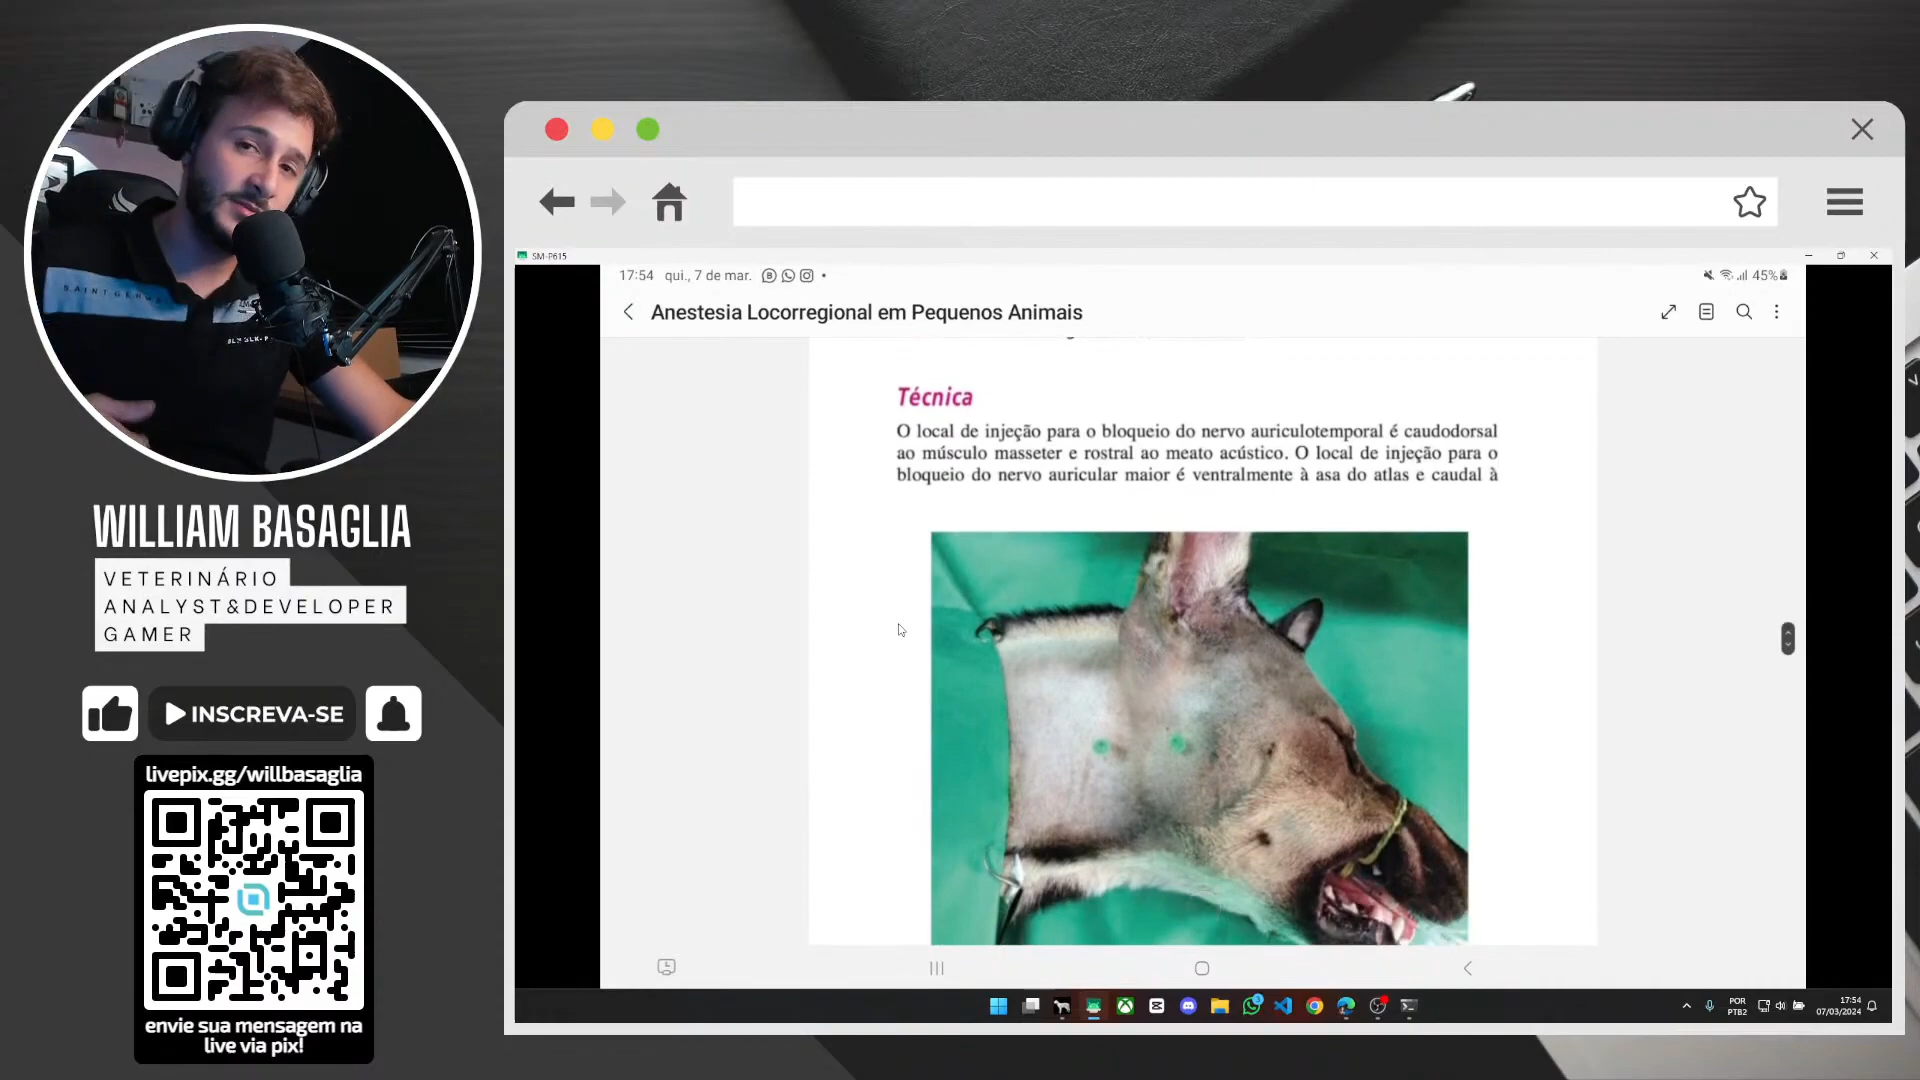 WILLIAM BASAGLIA
VETERINÁRIO
ANALYST&DEVELOPER
GAMER
INSCREVA-SE
livepix.gg/willbasaglia
envie sua mensagem na
live via pix!
SM-P615
17:54 qui., 7 de mar.
45%
Anestesia Locorregional em Pequenos Animais
Técnica
O local de injeção para o bloqueio do nervo auriculotemporal é caudodorsal
ao músculo masseter e rostral ao meato acústico. O local de injeção para o
bloqueio do nervo auricular maior é ventralmente à asa do atlas e caudal à
POR
PTB2
17:54
07/03/2024